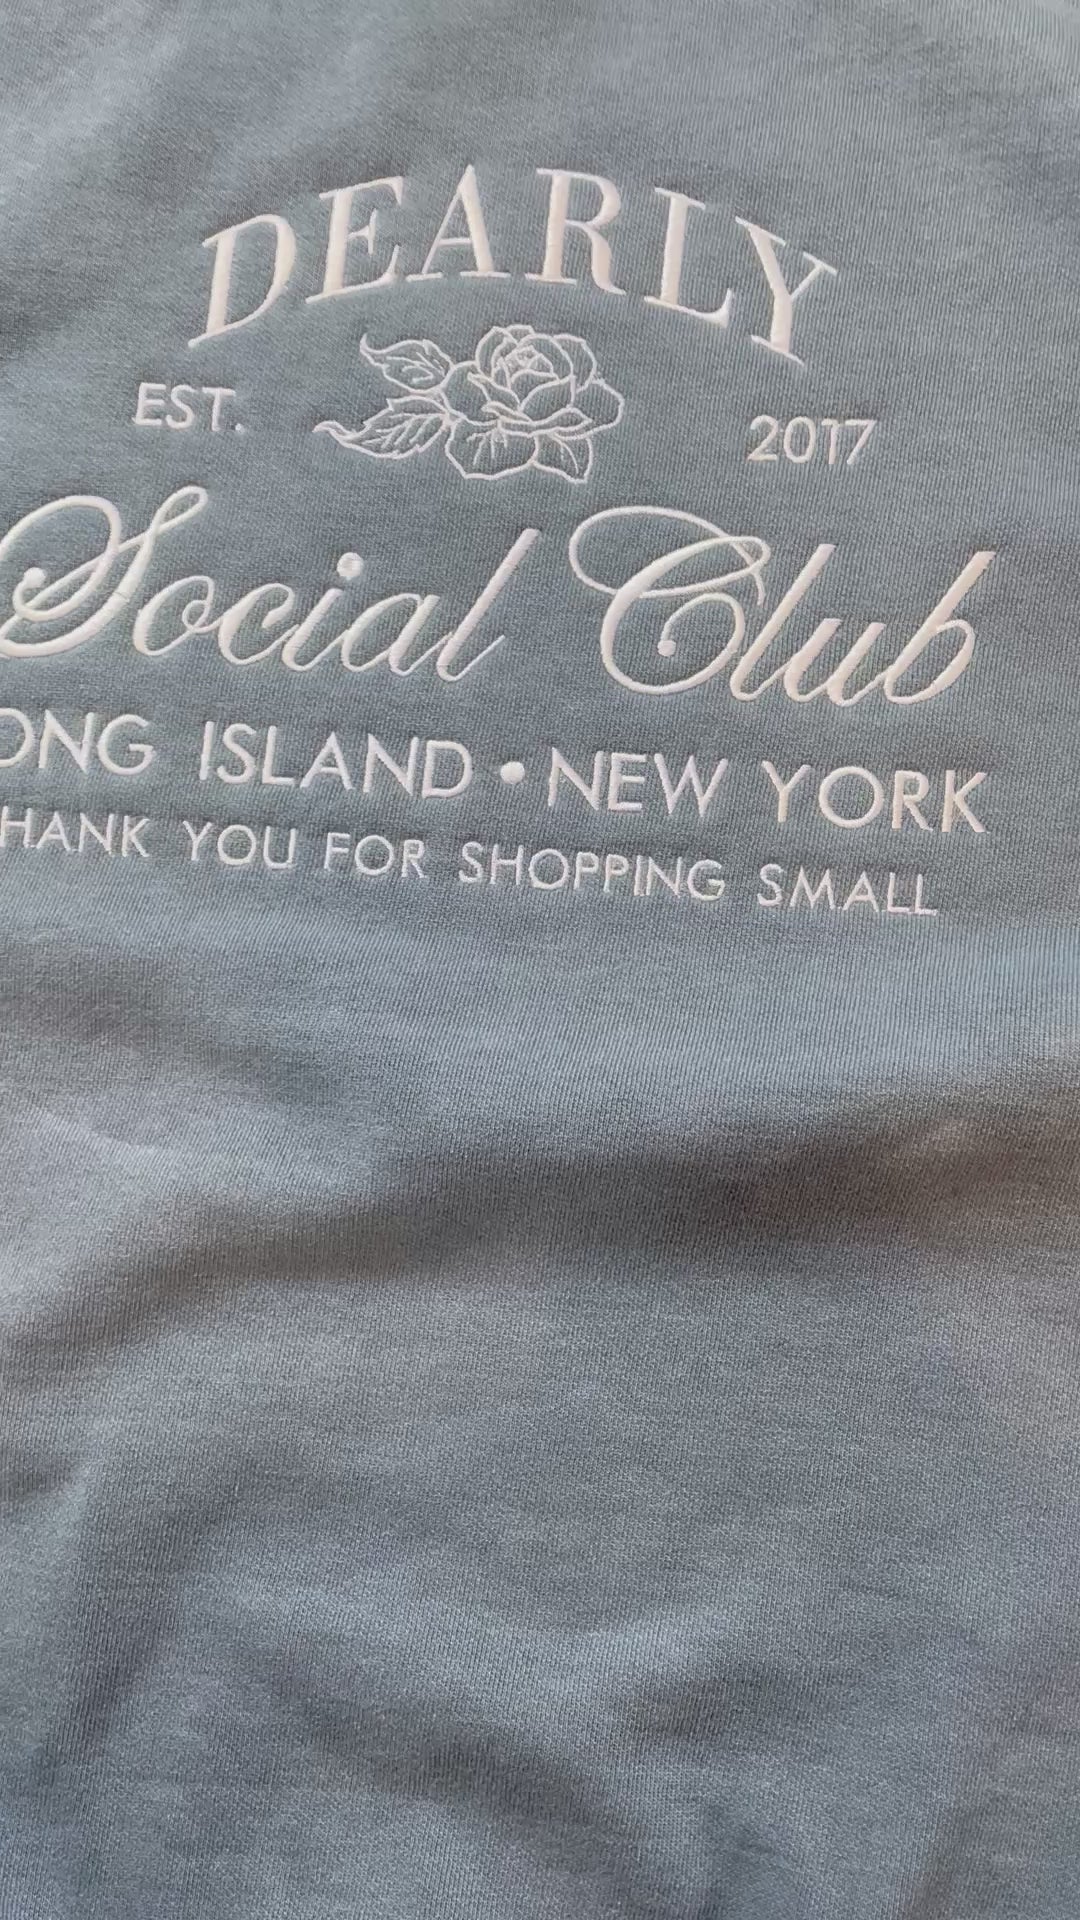 DEARLY
EST. 2017
Social Club
ONG ISLAND • NEW YORK
HANK YOU FOR SHOPPING SMALL